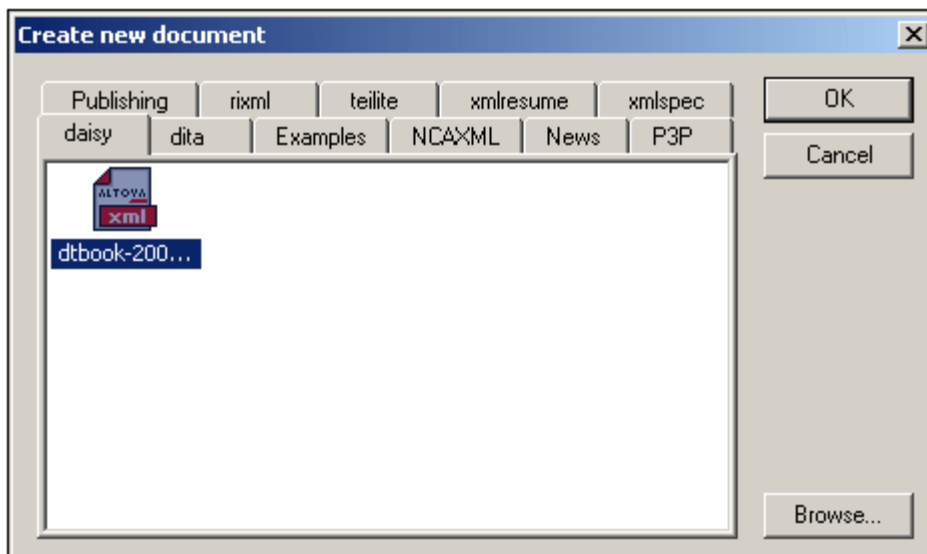 Create new document
Publishing rixml teilite xmlresume xmlspec
daisy dita Examples NCAXML News P3P
OK
Cancel
ALTOVA
xml
dtbook-200...
Browse...